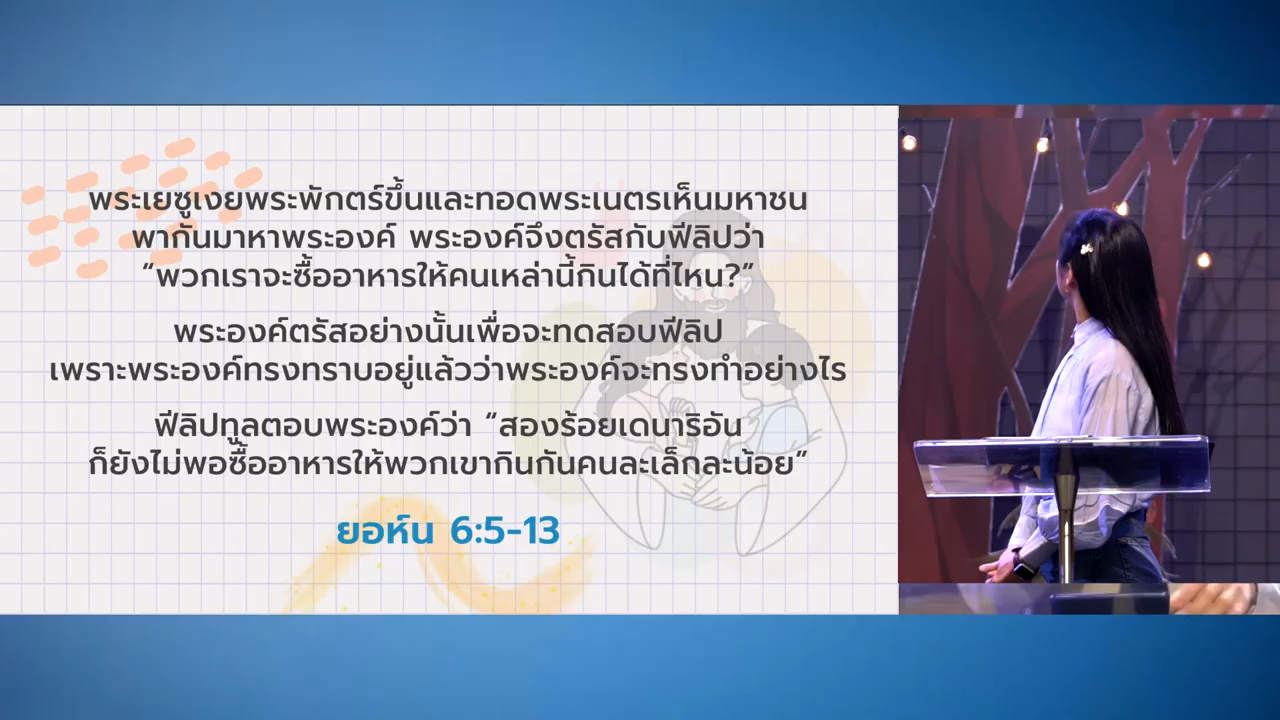 พระเยซูเงยพระพักตร์ขึ้นและทอดพระเนตรเห็นมหาชน
พากันมาหาพระองค์ พระองค์จึงตรัสกับฟีลิปว่า
“พวกเราจะซื้ออาหารให้คนเหล่านี้กินได้ที่ไหน?”
พระองค์ตรัสอย่างนั้นเพื่อจะทดสอบฟีลิป
เพราะพระองค์ทรงทราบอยู่แล้วว่าพระองค์จะทรงทำอย่างไร
ฟีลิปทูลตอบพระองค์ว่า “สองร้อยเดนาริอัน
ก็ยังไม่พอซื้ออาหารให้พวกเขากินกันคนละเล็กละน้อย”
ยอห์น 6:5-13